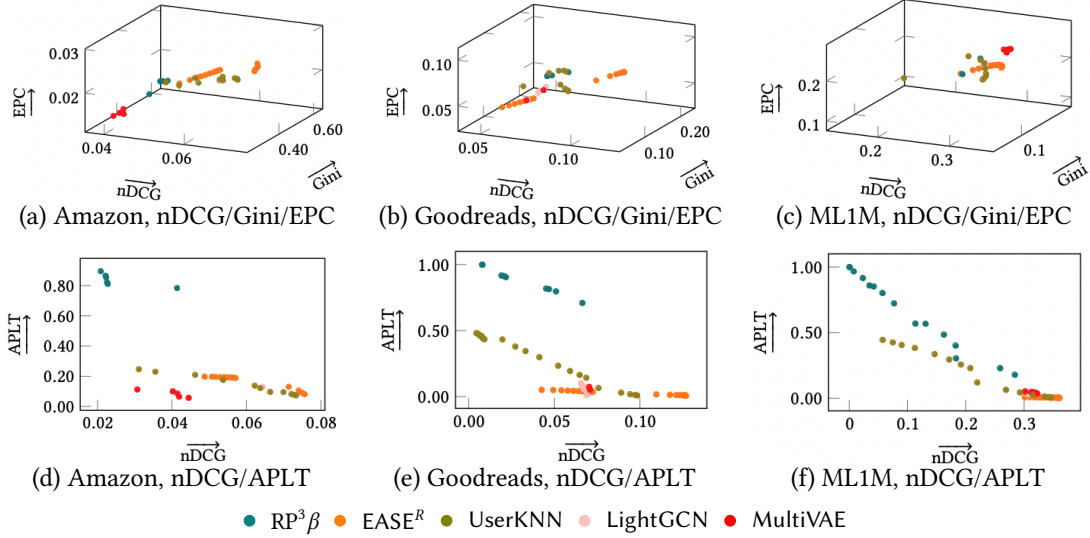 0.03
0.02
EPC
0.04
0.06
0.40
0.60
nDCG
Gini
(a) Amazon, nDCG/Gini/EPC
0.10
0.05
EPC
0.05
0.10
0.10
0.20
nDCG
Gini
(b) Goodreads, nDCG/Gini/EPC
0.2
0.1
EPC
0.2
0.3
0.1
nDCG
Gini
(c) ML1M, nDCG/Gini/EPC
0.80
0.60
0.40
0.20
0.00
APLT
0.02
0.04
0.06
0.08
nDCG
(d) Amazon, nDCG/APLT
1.00
0.50
0.00
APLT
0.00
0.05
0.10
nDCG
(e) Goodreads, nDCG/APLT
1.00
0.50
0.00
APLT
0
0.1
0.2
0.3
nDCG
(f) ML1M, nDCG/APLT
RP³β EASEᴿ UserKNN LightGCN MultiVAE